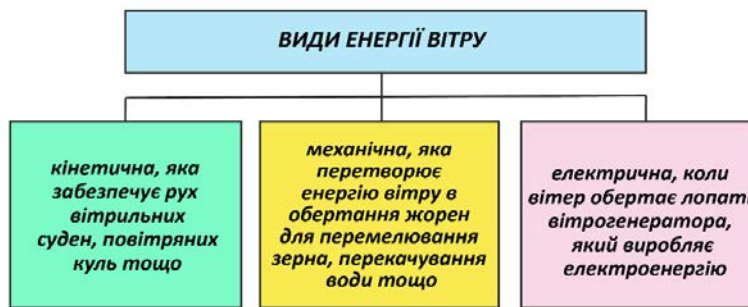 ВИДИ ЕНЕРГІЇ ВІТРУ
кінетична, яка
забезпечує рух
вітрильних
суден, повітряних
куль тощо
механічна, яка
перетворює
енергію вітру в
обертання жорен
для перемелювання
зерна, перекачування
води тощо
електрична, коли
вітер обертає лопаті
вітрогенератора,
який виробляє
електроенергію